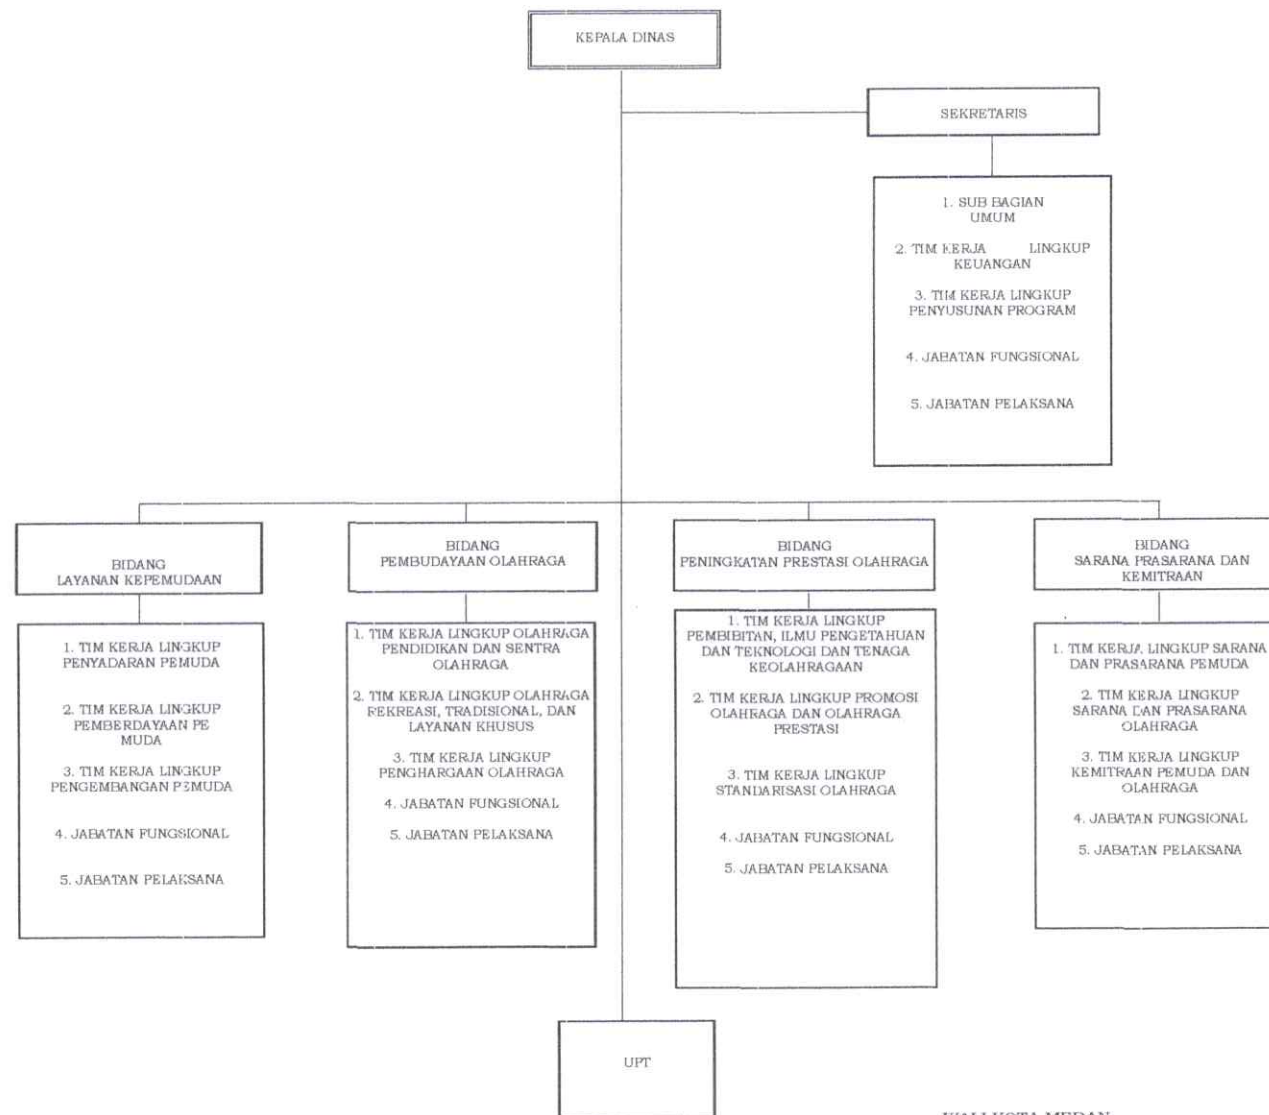 KEPALA DINAS
SEKRETARIS
1. SUB BAGIAN
UMUM
2. TIM KERJA LINGKUP
KEUANGAN
3. TIM KERJA LINGKUP
PENYUSUNAN PROGRAM
4. JABATAN FUNGSIONAL
5. JABATAN PELAKSANA
BIDANG
LAYANAN KEPEMUDAAN
1. TIM KERJA LINGKUP
PENYADARAN PEMUDA
2. TIM KERJA LINGKUP
PEMBERDAYAAN PE
MUDA
3. TIM KERJA LINGKUP
PENGEMBANGAN PEMUDA
4. JABATAN FUNGSIONAL
5. JABATAN PELAKSANA
BIDANG
PEMBUDAYAAN OLAHRAGA
1. TIM KERJA LINGKUP OLAHRAGA
PENDIDIKAN DAN SENTRA
OLAHRAGA
2. TIM KERJA LINGKUP OLAHRAGA
REKREASI, TRADISIONAL, DAN
LAYANAN KHUSUS
3. TIM KERJA LINGKUP
PENGHARGAAN OLAHRAGA
4. JABATAN FUNGSIONAL
5. JABATAN PELAKSANA
BIDANG
PENINGKATAN PRESTASI OLAHRAGA
1. TIM KERJA LINGKUP
PEMBIBITAN, ILMU PENGETAHUAN
DAN TEKNOLOGI DAN TENAGA
KEOLAHRAGAAN
2. TIM KERJA LINGKUP PROMOSI
OLAHRAGA DAN OLAHRAGA
PRESTASI
3. TIM KERJA LINGKUP
STANDARISASI OLAHRAGA
4. JABATAN FUNGSIONAL
5. JABATAN PELAKSANA
BIDANG
SARANA PRASARANA DAN
KEMITRAAN
1. TIM KERJA LINGKUP SARANA
DAN PRASARANA PEMUDA
2. TIM KERJA LINGKUP
SARANA DAN PRASARANA
OLAHRAGA
3. TIM KERJA LINGKUP
KEMITRAAN PEMUDA DAN
OLAHRAGA
4. JABATAN FUNGSIONAL
5. JABATAN PELAKSANA
UPT
WALI KOTA MEDAN